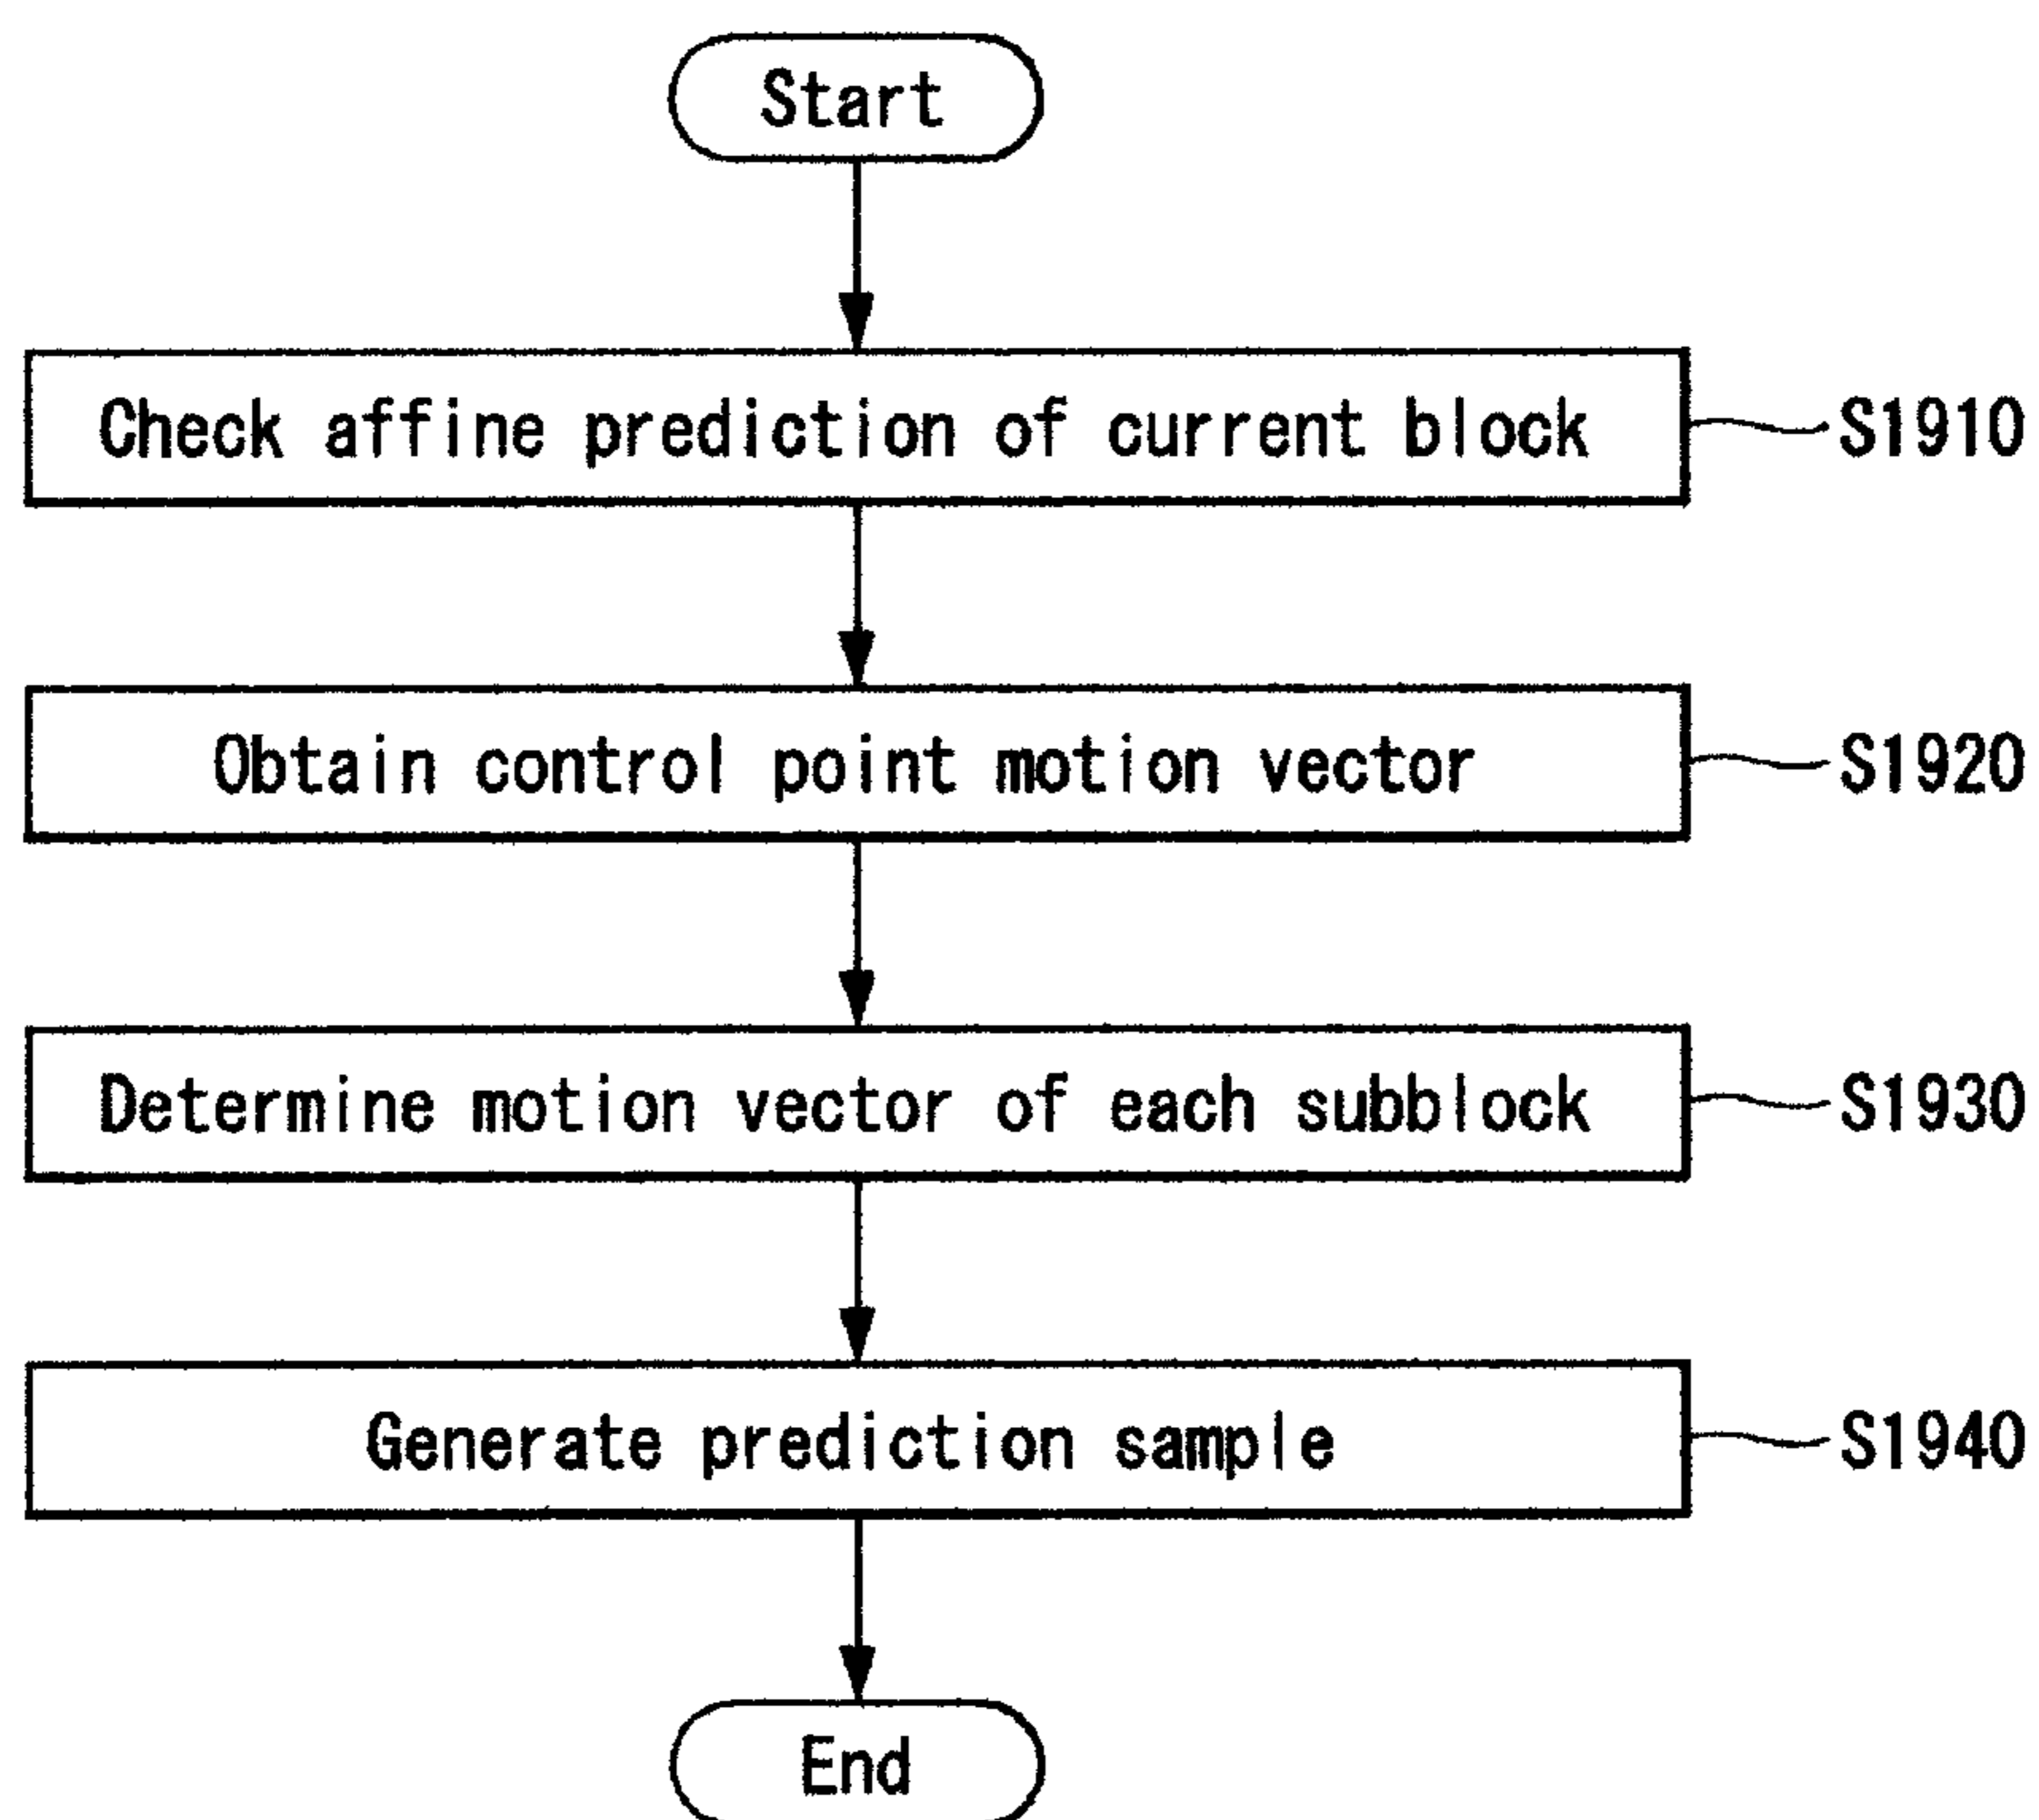 Start
Check affine prediction of current block
S1910
Obtain control point motion vector
S1920
Determine motion vector of each subblock
S1930
Generate prediction sample
S1940
End